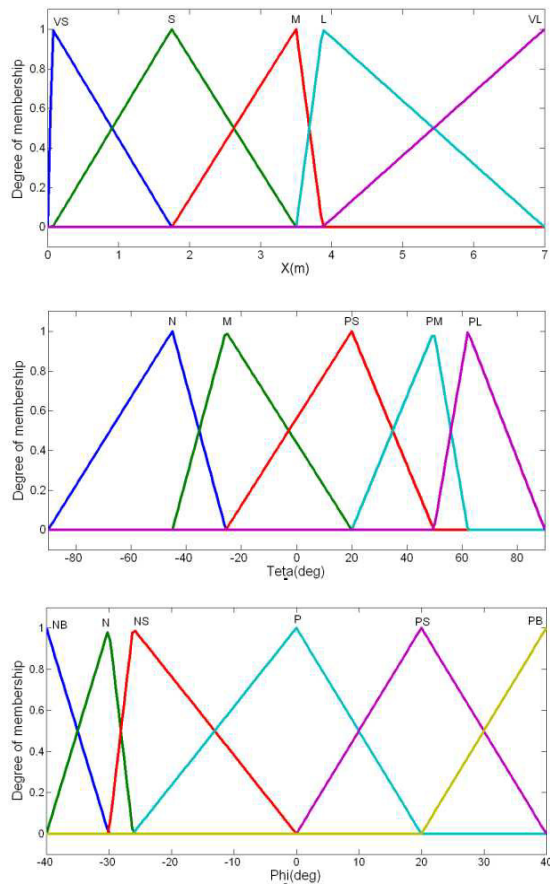 VS S M L VL
Degree of membership
1
0.8
0.6
0.4
0.2
0
0 1 2 3 4 5 6 7
X(m)
N M PS PM PL
Degree of membership
1
0.8
0.6
0.4
0.2
0
-80 -60 -40 -20 0 20 40 60 80
Teta(deg)
NB N NS P PS PB
Degree of membership
1
0.8
0.6
0.4
0.2
0
-40 -30 -20 -10 0 10 20 30 40
Phi(deg)